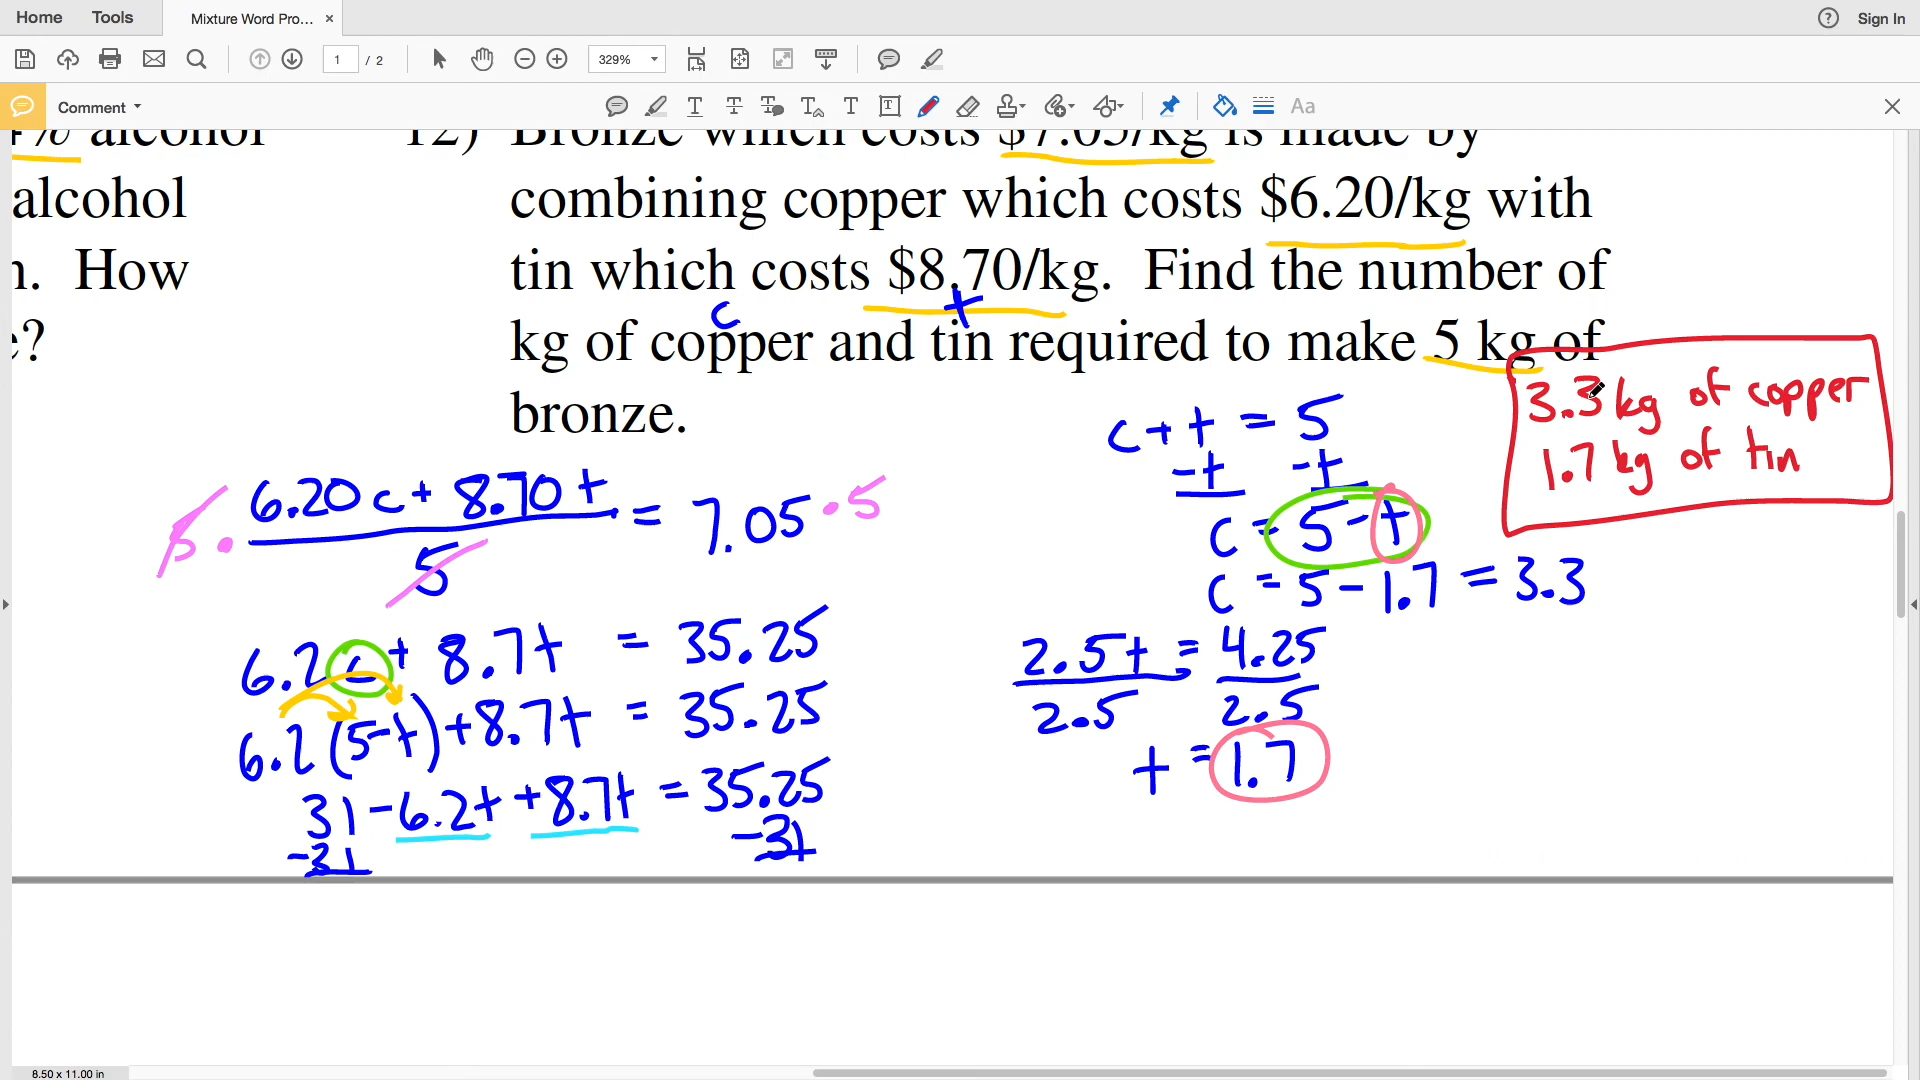 Home Tools Mixture Word Pro... × ? Sign In
1 / 2 329%
Comment T T T T T Aa
4% alcohol
alcohol
n. How
e?
12) Bronze which costs $7.05/kg is made by
combining copper which costs $6.20/kg with
tin which costs $8.70/kg. Find the number of
c t
kg of copper and tin required to make 5 kg of
bronze.
3.3 kg of copper
1.7 kg of tin
5 · 6.20c + 8.70t = 7.05 · 5
5
6.2c + 8.7t = 35.25
6.2(5-t) + 8.7t = 35.25
31 - 6.2t + 8.7t = 35.25
-31 -31
c + t = 5
-t -t
c = 5 - t
c = 5 - 1.7 = 3.3
2.5t = 4.25
2.5 2.5
t = 1.7
8.50 x 11.00 in